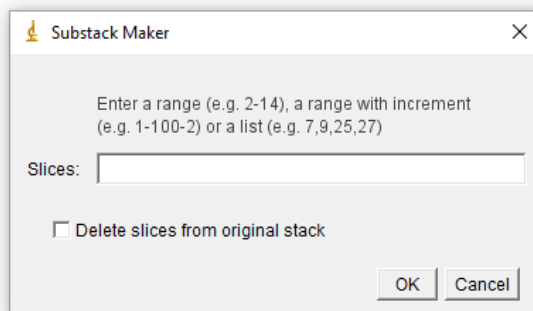 Substack Maker
Enter a range (e.g. 2-14), a range with increment
(e.g. 1-100-2) or a list (e.g. 7,9,25,27)
Slices:
Delete slices from original stack
OK Cancel